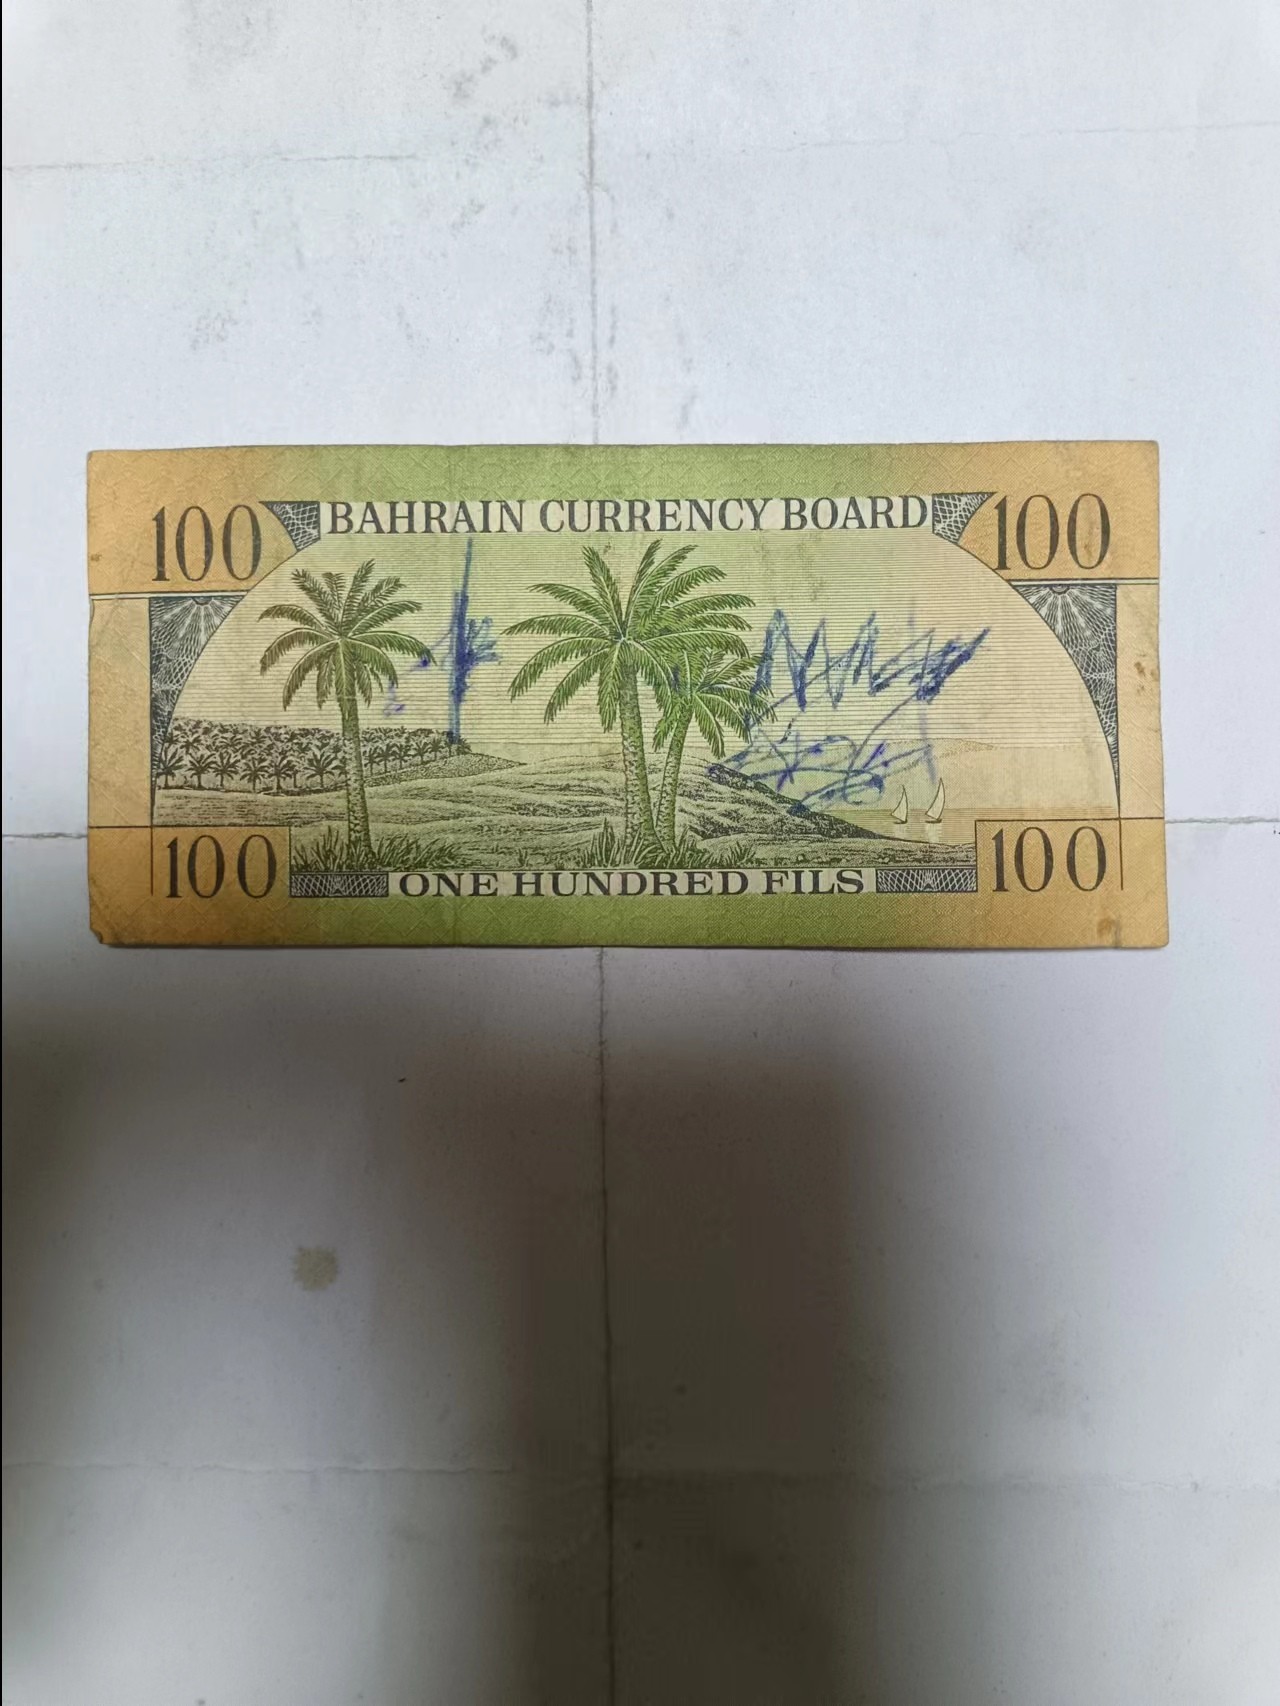 100 BAHRAIN CURRENCY BOARD 100
100 ONE HUNDRED FILS 100